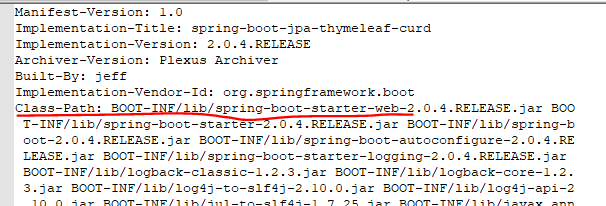 Manifest-Version: 1.0
Implementation-Title: spring-boot-jpa-thymeleaf-curd
Implementation-Version: 2.0.4.RELEASE
Archiver-Version: Plexus Archiver
Built-By: jeff
Implementation-Vendor-Id: org.springframework.boot
Class-Path: BOOT-INF/lib/spring-boot-starter-web-2.0.4.RELEASE.jar BOO
T-INF/lib/spring-boot-starter-2.0.4.RELEASE.jar BOOT-INF/lib/spring-b
oot-2.0.4.RELEASE.jar BOOT-INF/lib/spring-boot-autoconfigure-2.0.4.RE
LEASE.jar BOOT-INF/lib/spring-boot-starter-logging-2.0.4.RELEASE.jar
BOOT-INF/lib/logback-classic-1.2.3.jar BOOT-INF/lib/logback-core-1.2.
3.jar BOOT-INF/lib/log4j-to-slf4j-2.10.0.jar BOOT-INF/lib/log4j-api-2
.10.0.jar BOOT-INF/lib/jul-to-slf4j-1.7.25.jar BOOT-INF/lib/javax.ann